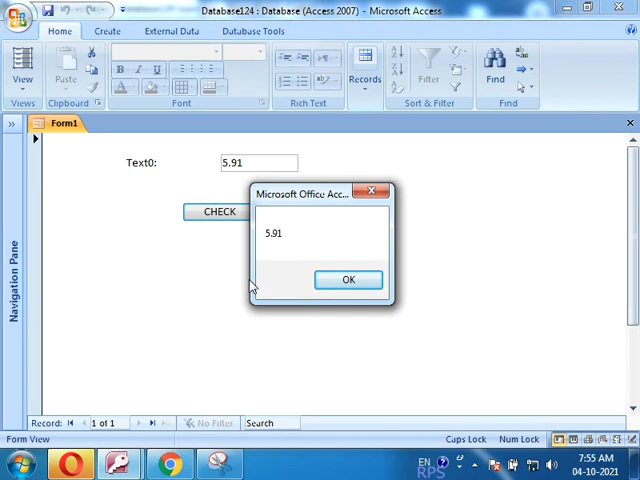 Database124 : Database (Access 2007) - Microsoft Access
Home Create External Data Database Tools
View Paste Records Filter Find
Views Clipboard Font Rich Text Sort & Filter Find
Form1
Text0: 5.91
CHECK
Microsoft Office Acc...
5.91
OK
Navigation Pane
Record: 1 of 1 No Filter Search
Form View Caps Lock Num Lock
EN RPS
7:55 AM
04-10-2021